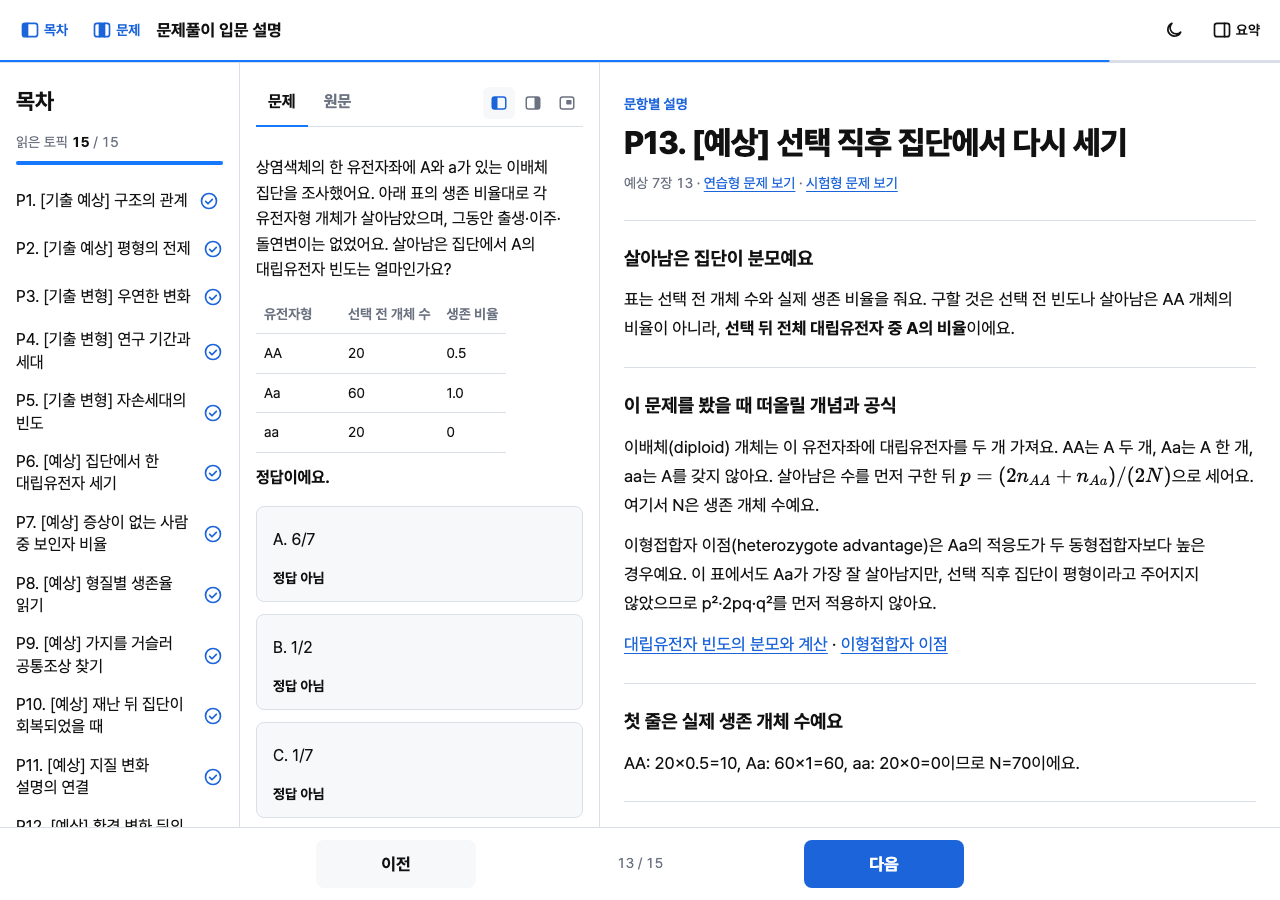 목차
문제
문제풀이 입문 설명
요약
목차
읽은 토픽 15 / 15
P1. [기출 예상] 구조의 관계
P2. [기출 예상] 평형의 전제
P3. [기출 변형] 우연한 변화
P4. [기출 변형] 연구 기간과
세대
P5. [기출 변형] 자손세대의
빈도
P6. [예상] 집단에서 한
대립유전자 세기
P7. [예상] 증상이 없는 사람
중 보인자 비율
P8. [예상] 형질별 생존율
읽기
P9. [예상] 가지를 거슬러
공통조상 찾기
P10. [예상] 재난 뒤 집단이
회복되었을 때
P11. [예상] 지질 변화
설명의 연결
P12. [예상] 환경 변화 뒤의
문제
원문
상염색체의 한 유전자좌에 A와 a가 있는 이배체
집단을 조사했어요. 아래 표의 생존 비율대로 각
유전자형 개체가 살아남았으며, 그동안 출생·이주·
돌연변이는 없었어요. 살아남은 집단에서 A의
대립유전자 빈도는 얼마인가요?
유전자형 선택 전 개체 수 생존 비율
AA 20 0.5
Aa 60 1.0
aa 20 0
정답이에요.
A. 6/7
정답 아님
B. 1/2
정답 아님
C. 1/7
정답 아님
문항별 설명
P13. [예상] 선택 직후 집단에서 다시 세기
예상 7장 13 · 연습형 문제 보기 · 시험형 문제 보기
살아남은 집단이 분모예요
표는 선택 전 개체 수와 실제 생존 비율을 줘요. 구할 것은 선택 전 빈도나 살아남은 AA 개체의
비율이 아니라, 선택 뒤 전체 대립유전자 중 A의 비율이에요.
이 문제를 봤을 때 떠올릴 개념과 공식
이배체(diploid) 개체는 이 유전자좌에 대립유전자를 두 개 가져요. AA는 A 두 개, Aa는 A 한 개,
aa는 A를 갖지 않아요. 살아남은 수를 먼저 구한 뒤 p = (2n_AA + n_Aa)/(2N)으로 세어요.
여기서 N은 생존 개체 수예요.
이형접합자 이점(heterozygote advantage)은 Aa의 적응도가 두 동형접합자보다 높은
경우예요. 이 표에서도 Aa가 가장 잘 살아남지만, 선택 직후 집단이 평형이라고 주어지지
않았으므로 p²·2pq·q²를 먼저 적용하지 않아요.
대립유전자 빈도의 분모와 계산 · 이형접합자 이점
첫 줄은 실제 생존 개체 수예요
AA: 20×0.5=10, Aa: 60×1=60, aa: 20×0=0이므로 N=70이에요.
이전
13 / 15
다음